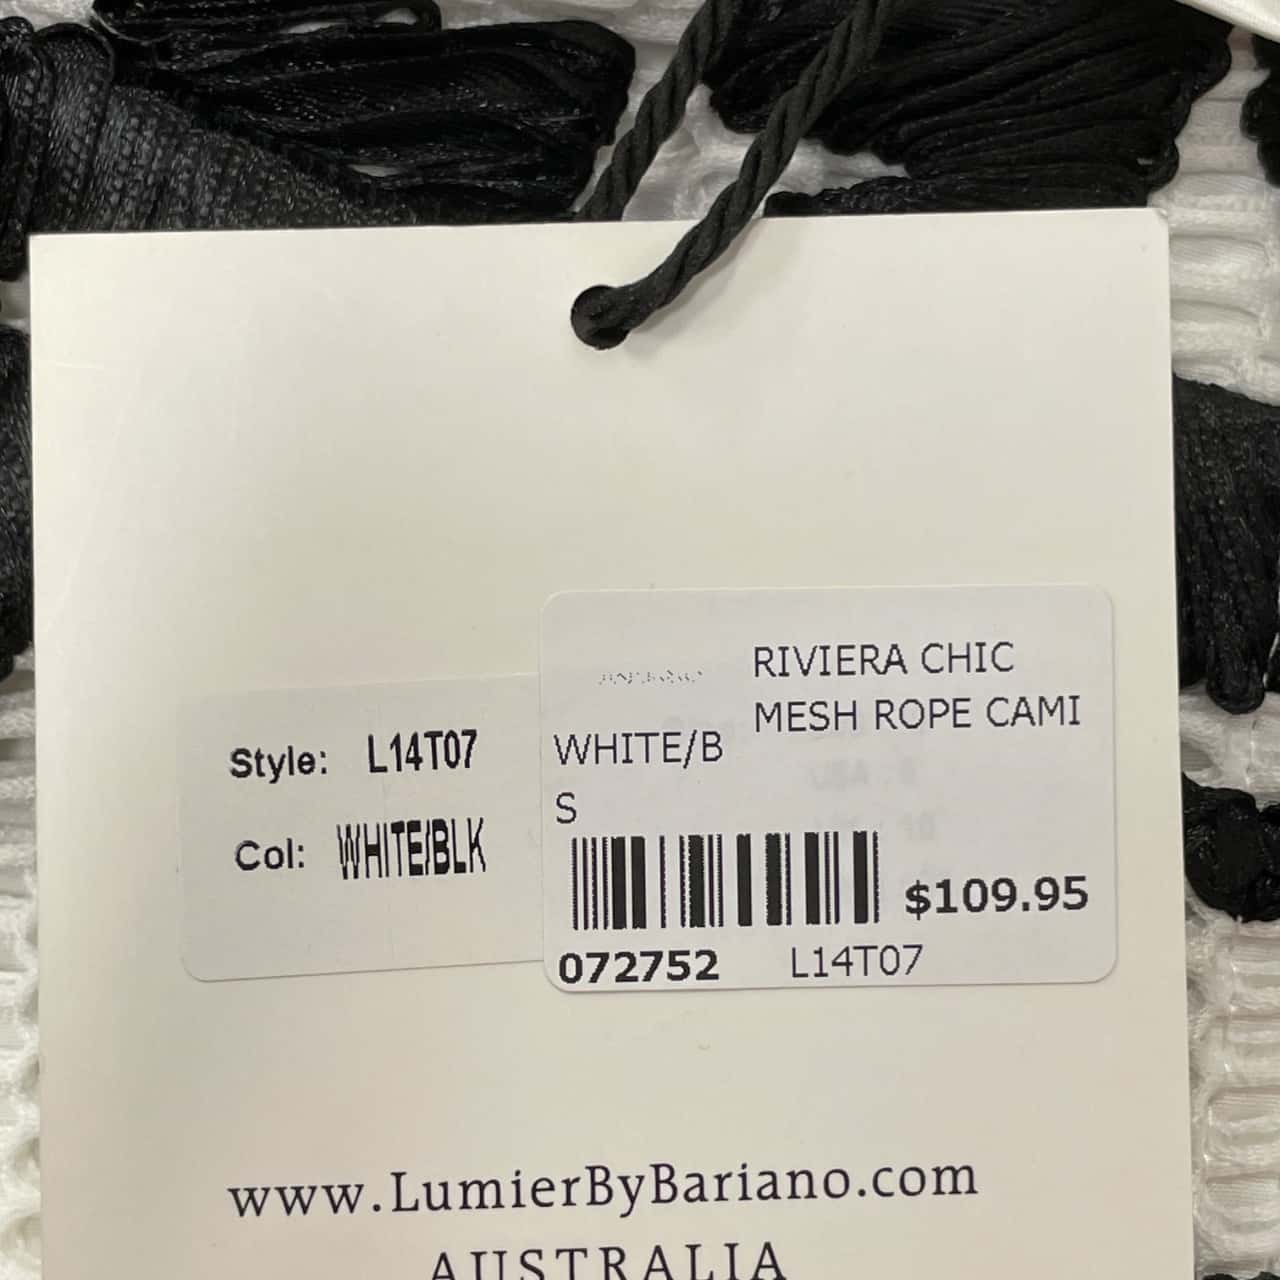 RIVIERA CHIC
MESH ROPE CAMI
WHITE/B
S
$109.95
072752 L14T07
Style: L14T07
Col: WHITE/BLK
www.LumierByBariano.com
AUSTRALIA